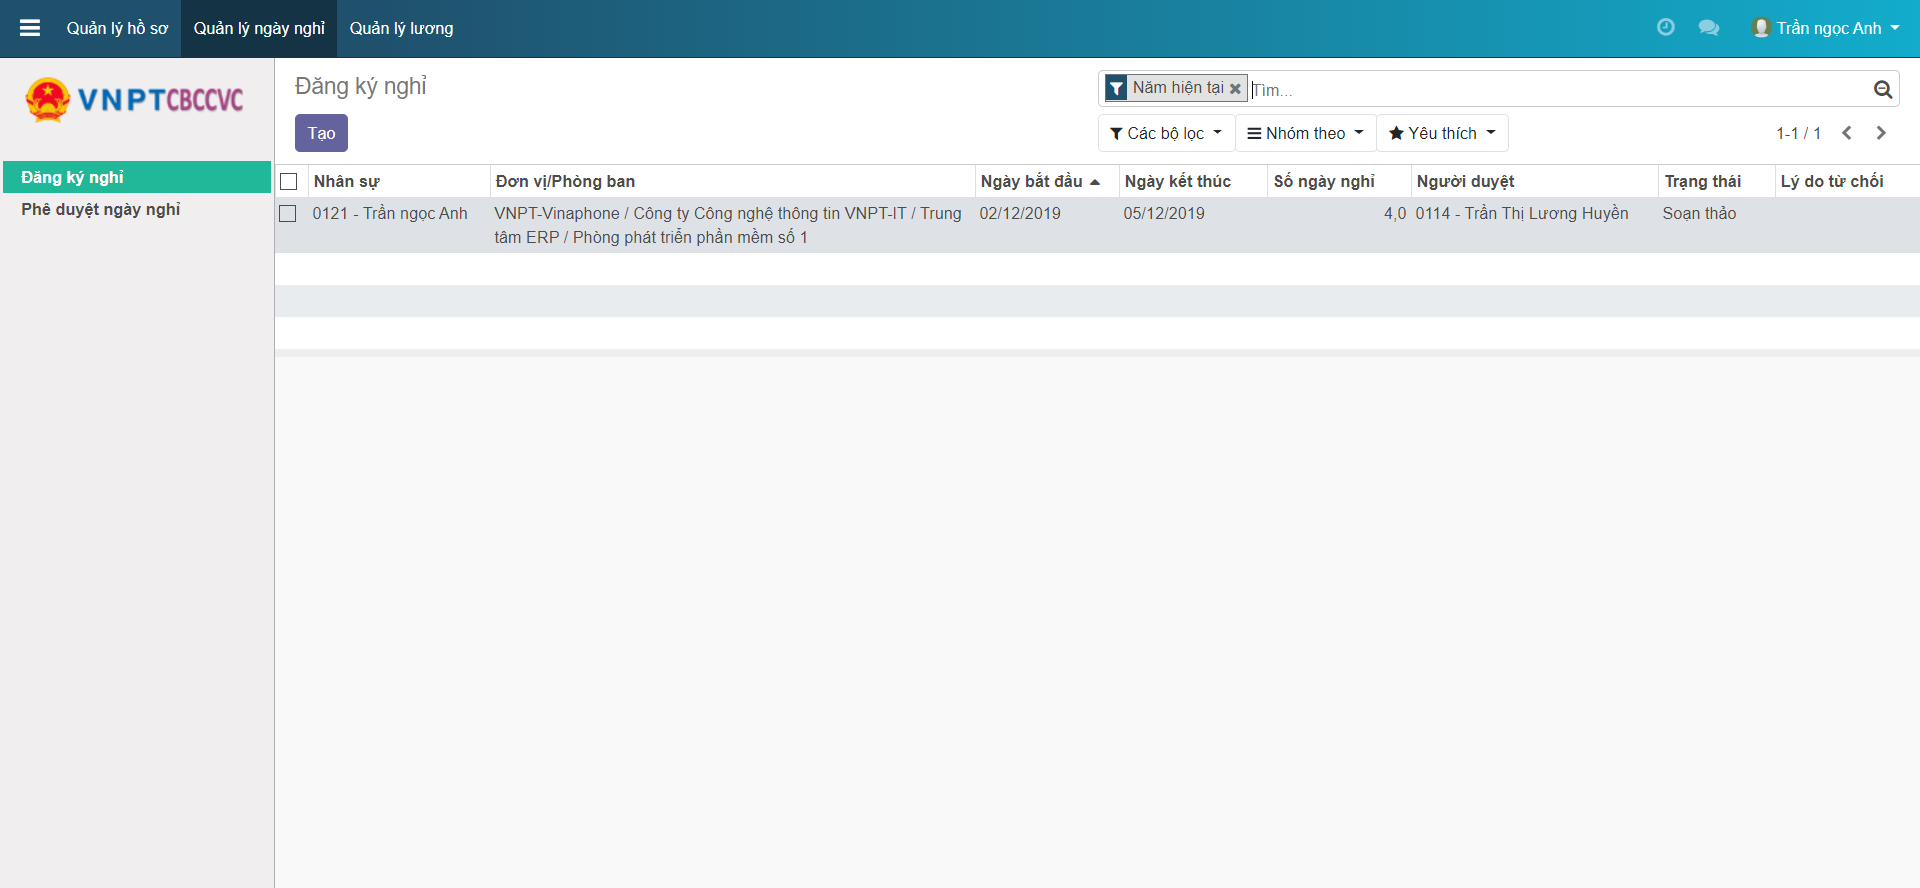 Quản lý hồ sơ Quản lý ngày nghỉ Quản lý lương Trần ngọc Anh
VNPTCBCCVC
Đăng ký nghỉ
Phê duyệt ngày nghỉ
Đăng ký nghỉ
Năm hiện tại Tìm...
Tạo
Các bộ lọc Nhóm theo Yêu thích 1-1 / 1
Nhân sự Đơn vị/Phòng ban Ngày bắt đầu Ngày kết thúc Số ngày nghỉ Người duyệt Trạng thái Lý do từ chối
0121 - Trần ngọc Anh VNPT-Vinaphone / Công ty Công nghệ thông tin VNPT-IT / Trung 02/12/2019 05/12/2019 4,0 0114 - Trần Thị Lương Huyền Soạn thảo
tâm ERP / Phòng phát triển phần mềm số 1